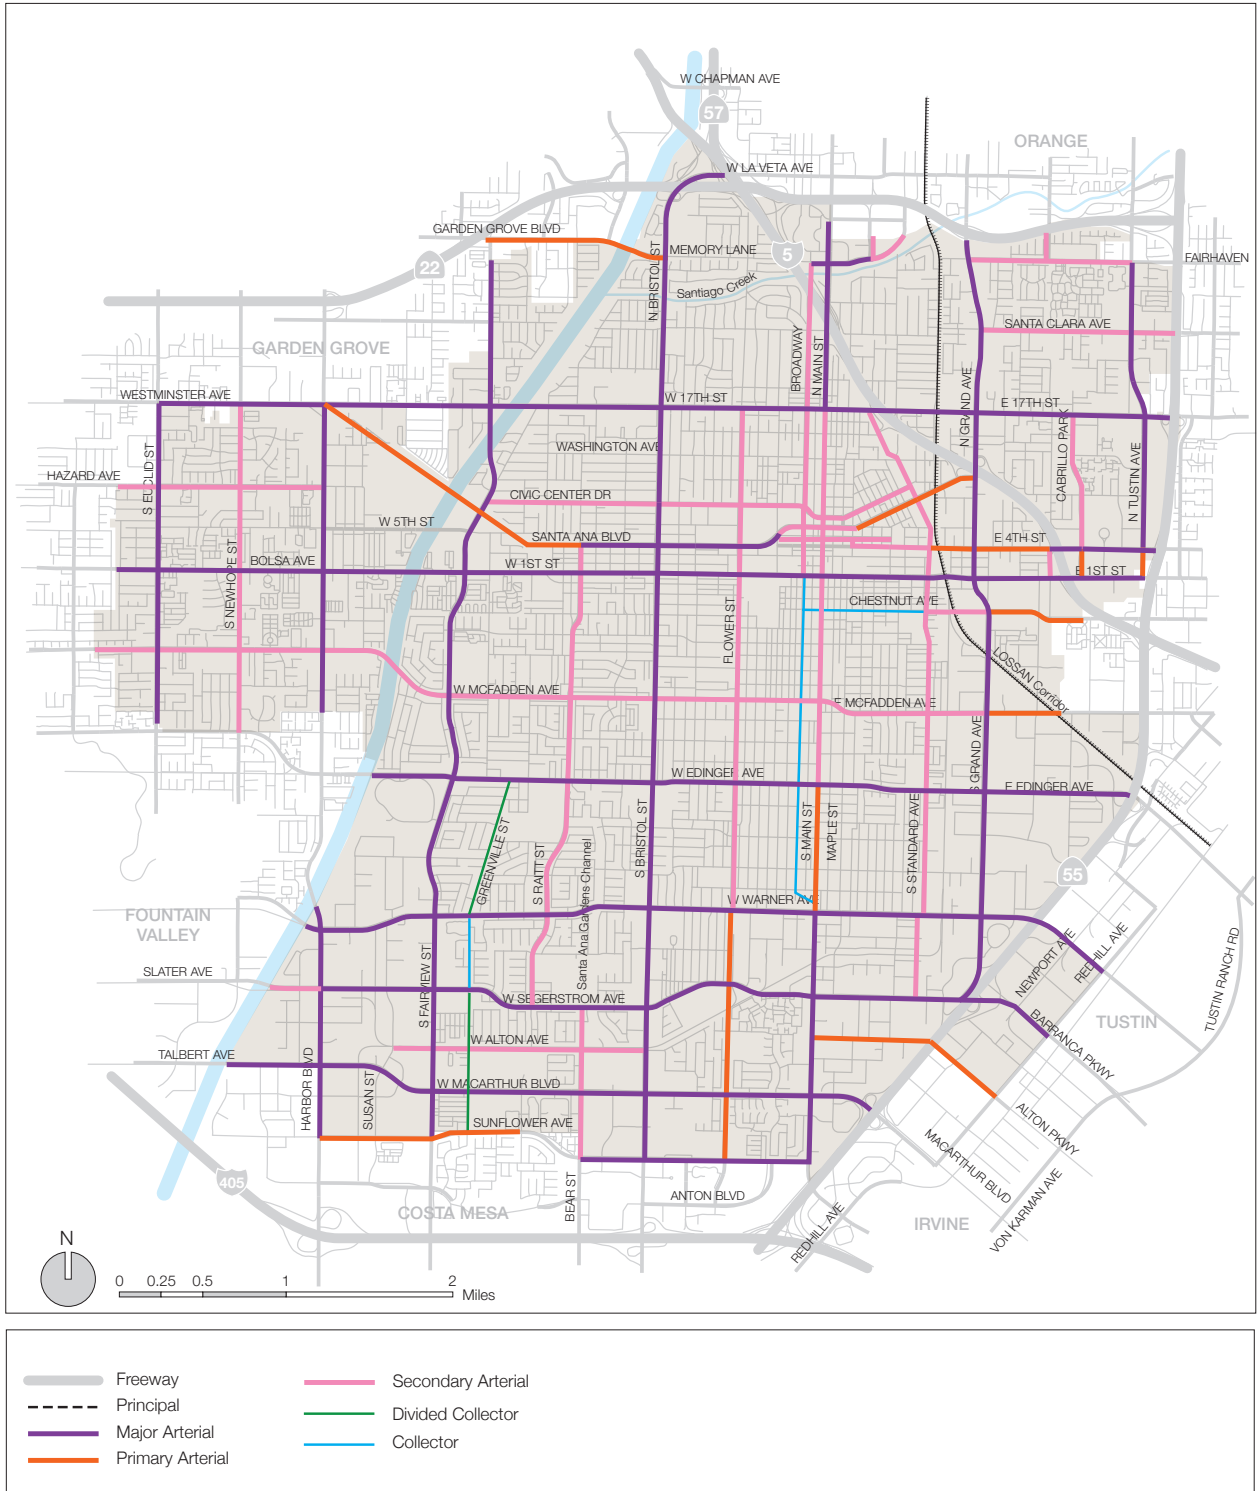 W CHAPMAN AVE
57
ORANGE
W LA VETA AVE
GARDEN GROVE BLVD
MEMORY LANE
5
22
FAIRHAVEN
N BRISTOL ST
Santiago Creek
SANTA CLARA AVE
GARDEN GROVE
BROADWAY
N MAIN ST
N GRAND AVE
WESTMINSTER AVE
W 17TH ST
E 17TH ST
S EUCLID ST
WASHINGTON AVE
CABRILLO PARK
N TUSTIN AVE
HAZARD AVE
CIVIC CENTER DR
W 5TH ST
SANTA ANA BLVD
E 4TH ST
BOLSA AVE
W 1ST ST
E 1ST ST
S NEWHOPE ST
FLOWER ST
CHESTNUT AVE
LOSSAN Corridor
W MCFADDEN AVE
E MCFADDEN AVE
S GRAND AVE
W EDINGER AVE
E EDINGER AVE
GREENVILLE ST
S RAITT ST
Santa Ana Gardens Channel
S BRISTOL ST
S MAIN ST
MAPLE ST
S STANDARD AVE
55
W WARNER AVE
FOUNTAIN
VALLEY
SLATER AVE
S FAIRVIEW ST
W SEGERSTROM AVE
NEWPORT AVE
REDHILL AVE
TUSTIN RANCH RD
TUSTIN
BARRANCA PKWY
W ALTON AVE
TALBERT AVE
HARBOR BLVD
SUSAN ST
W MACARTHUR BLVD
SUNFLOWER AVE
ALTON PKWY
MACARTHUR BLVD
VON KARMAN AVE
405
COSTA MESA
BEAR ST
ANTON BLVD
REDHILL AVE
IRVINE
N
0 0.25 0.5 1 2
Miles
Freeway
Principal
Major Arterial
Primary Arterial
Secondary Arterial
Divided Collector
Collector